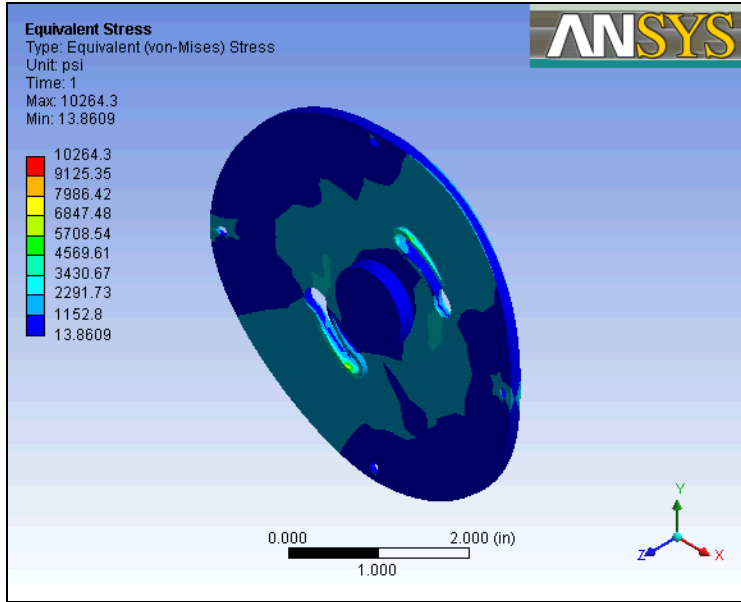 Equivalent Stress
Type: Equivalent (von-Mises) Stress
Unit: psi
Time: 1
Max: 10264.3
Min: 13.8609
ANSYS
10264.3
9125.35
7986.42
6847.48
5708.54
4569.61
3430.67
2291.73
1152.8
13.8609
0.000 2.000 (in)
1.000
Y
Z X